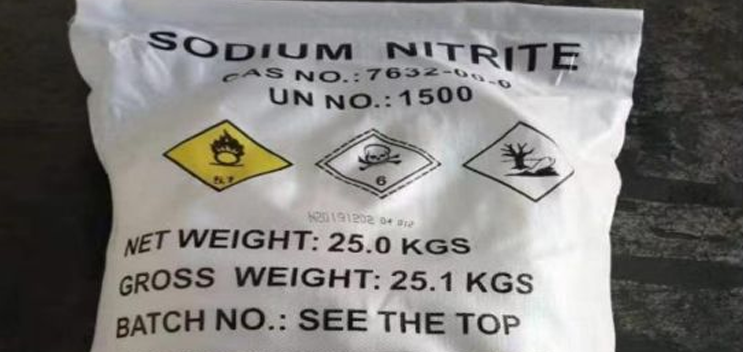 SODIUM NITRITE
CAS NO.:7632-00-0
UN NO.:1500
5.1
6
NET WEIGHT: 25.0 KGS
GROSS WEIGHT: 25.1 KGS
BATCH NO.: SEE THE TOP